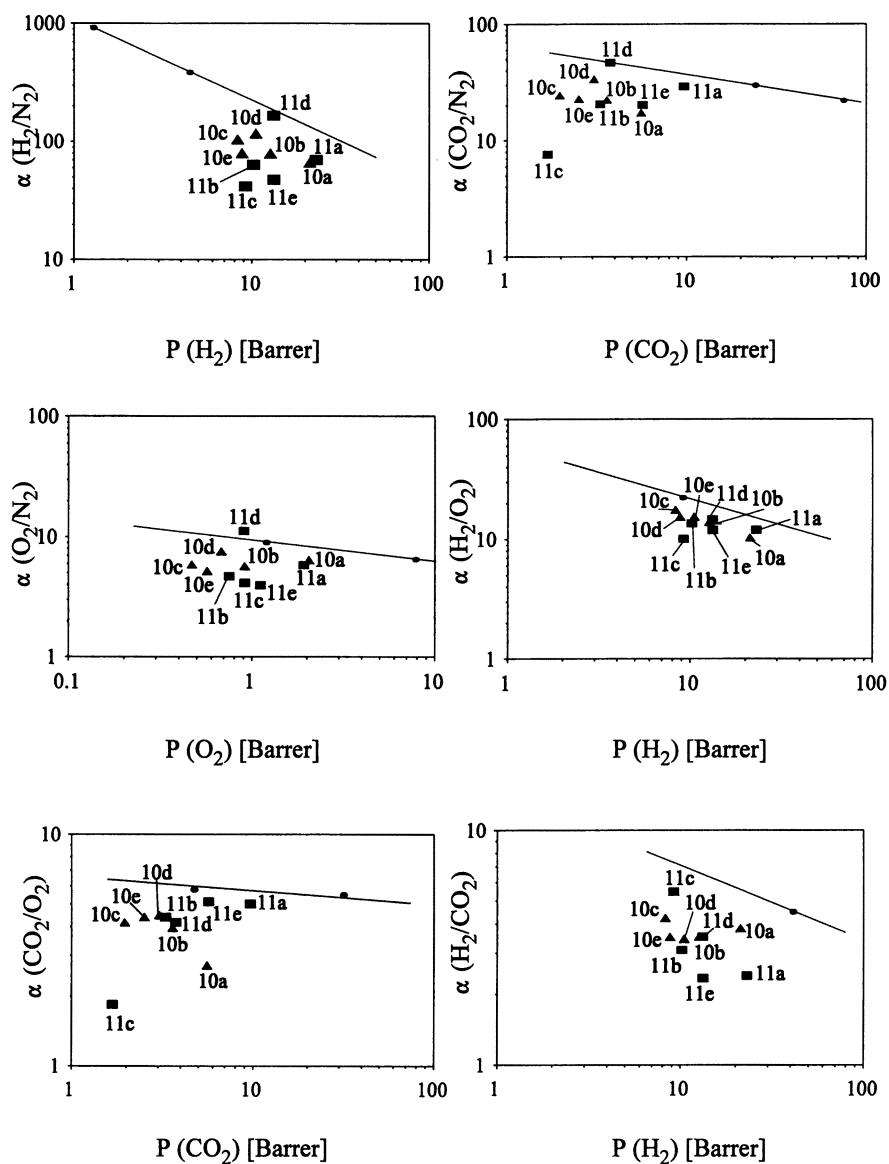 1000
100
10
α (H2/N2)
11d
10d
10c
10e
10b
11a
10a
11b
11c
11e
1
10
100
P (H2) [Barrer]
100
10
1
α (CO2/N2)
11d
10d
10c
10b
11e
11a
10e
11b
10a
11c
1
10
100
P (CO2) [Barrer]
100
10
1
α (O2/N2)
11d
10d
10b
10a
10c
10e
11a
11b
11c
11e
0.1
1
10
P (O2) [Barrer]
100
10
1
α (H2/O2)
10e
10c
11d
10b
10d
11a
11c
11b
11e
10a
1
10
100
P (H2) [Barrer]
10
1
α (CO2/O2)
10d
10e
11b
10c
11d
11e
11a
10b
10a
11c
1
10
100
P (CO2) [Barrer]
10
1
α (H2/CO2)
11c
10d
10c
11d
10a
10e
10b
11b
11e
11a
1
10
100
P (H2) [Barrer]